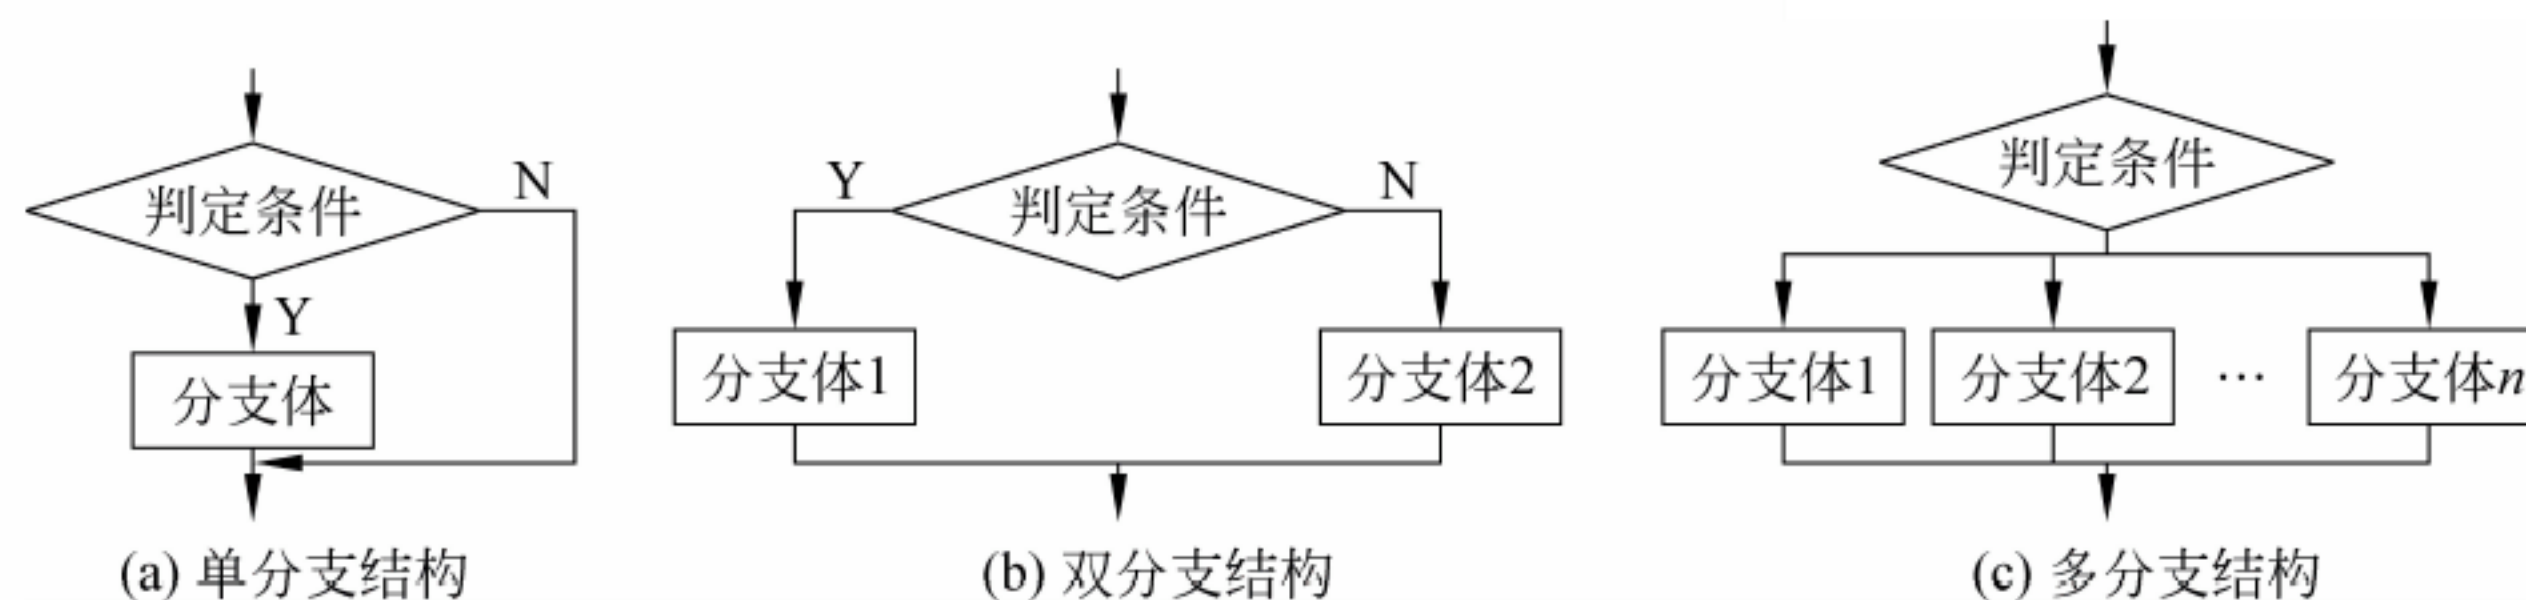 判定条件
N
Y
分支体
(a) 单分支结构
Y
判定条件
N
分支体1
分支体2
(b) 双分支结构
判定条件
分支体1
分支体2
…
分支体n
(c) 多分支结构